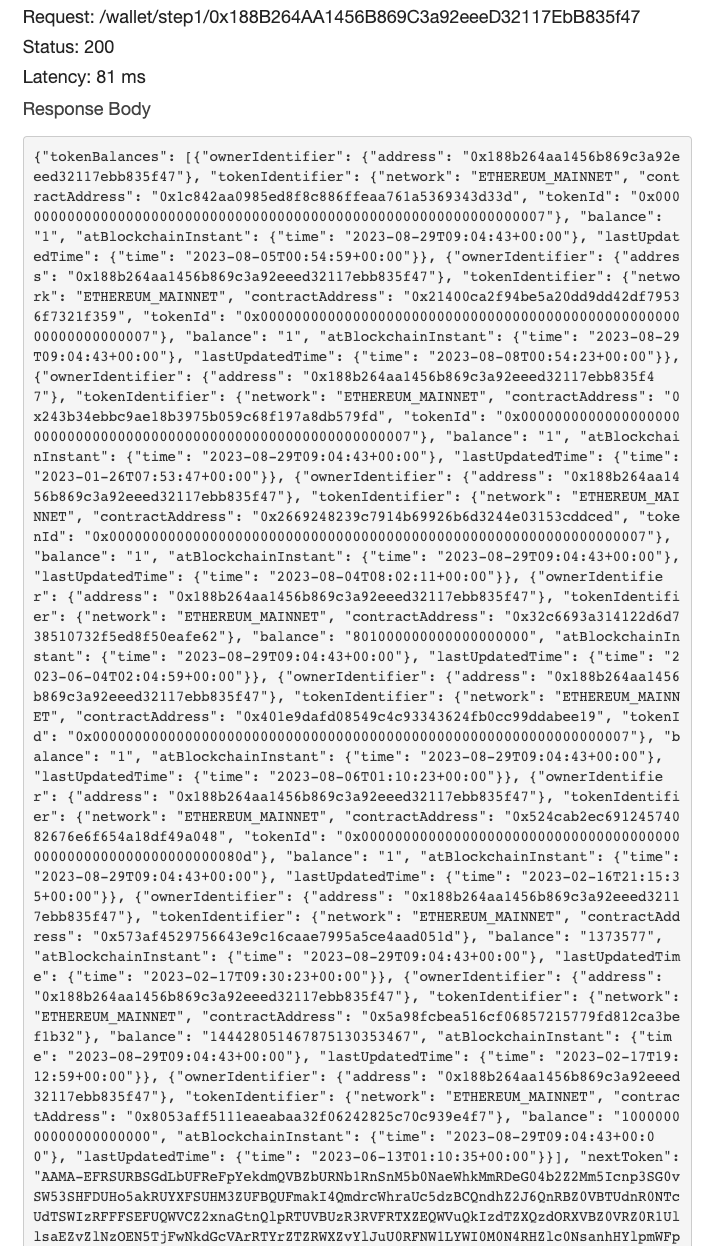 Request: /wallet/step1/0x188B264AA1456B869C3a92eeeD32117EbB835f47
Status: 200
Latency: 81 ms
Response Body
{"tokenBalances": [{"ownerIdentifier": {"address": "0x188b264aa1456b869c3a92e
eed32117ebb835f47"}, "tokenIdentifier": {"network": "ETHEREUM_MAINNET", "cont
ractAddress": "0x1c842aa0985ed8f8c886ffeaa761a5369343d33d", "tokenId": "0x000
0000000000000000000000000000000000000000000000000000000000007"}, "balance":
"1", "atBlockchainInstant": {"time": "2023-08-29T09:04:43+00:00"}, "lastUpdat
edTime": {"time": "2023-08-05T00:54:59+00:00"}}, {"ownerIdentifier": {"addres
s": "0x188b264aa1456b869c3a92eeed32117ebb835f47"}, "tokenIdentifier": {"netwo
rk": "ETHEREUM_MAINNET", "contractAddress": "0x21400ca2f94be5a20dd9dd42df7953
6f7321f359", "tokenId": "0x00000000000000000000000000000000000000000000000000
00000000000007"}, "balance": "1", "atBlockchainInstant": {"time": "2023-08-29
T09:04:43+00:00"}, "lastUpdatedTime": {"time": "2023-08-08T00:54:23+00:00"}},
{"ownerIdentifier": {"address": "0x188b264aa1456b869c3a92eeed32117ebb835f4
7"}, "tokenIdentifier": {"network": "ETHEREUM_MAINNET", "contractAddress": "0
x243b34ebbc9ae18b3975b059c68f197a8db579fd", "tokenId": "0x0000000000000000000
000000000000000000000000000000000000000000007"}, "balance": "1", "atBlockchai
nInstant": {"time": "2023-08-29T09:04:43+00:00"}, "lastUpdatedTime": {"time":
"2023-01-26T07:53:47+00:00"}}, {"ownerIdentifier": {"address": "0x188b264aa14
56b869c3a92eeed32117ebb835f47"}, "tokenIdentifier": {"network": "ETHEREUM_MAI
NNET", "contractAddress": "0x2669248239c7914b69926b6d3244e03153cddced", "toke
nId": "0x0000000000000000000000000000000000000000000000000000000000000007"},
"balance": "1", "atBlockchainInstant": {"time": "2023-08-29T09:04:43+00:00"},
"lastUpdatedTime": {"time": "2023-08-04T08:02:11+00:00"}}, {"ownerIdentifie
r": {"address": "0x188b264aa1456b869c3a92eeed32117ebb835f47"}, "tokenIdentifi
er": {"network": "ETHEREUM_MAINNET", "contractAddress": "0x32c6693a314122d6d7
38510732f5ed8f50eafe62"}, "balance": "801000000000000000000", "atBlockchainIn
stant": {"time": "2023-08-29T09:04:43+00:00"}, "lastUpdatedTime": {"time": "2
023-06-04T02:04:59+00:00"}}, {"ownerIdentifier": {"address": "0x188b264aa1456
b869c3a92eeed32117ebb835f47"}, "tokenIdentifier": {"network": "ETHEREUM_MAINN
ET", "contractAddress": "0x401e9dafd08549c4c93343624fb0cc99ddabee19", "tokenI
d": "0x0000000000000000000000000000000000000000000000000000000000000007"}, "b
alance": "1", "atBlockchainInstant": {"time": "2023-08-29T09:04:43+00:00"},
"lastUpdatedTime": {"time": "2023-08-06T01:10:23+00:00"}}, {"ownerIdentifie
r": {"address": "0x188b264aa1456b869c3a92eeed32117ebb835f47"}, "tokenIdentifi
er": {"network": "ETHEREUM_MAINNET", "contractAddress": "0x524cab2ec691245740
82676e6f654a18df49a048", "tokenId": "0x00000000000000000000000000000000000000
0000000000000000000000080d"}, "balance": "1", "atBlockchainInstant": {"time":
"2023-08-29T09:04:43+00:00"}, "lastUpdatedTime": {"time": "2023-02-16T21:15:3
5+00:00"}}, {"ownerIdentifier": {"address": "0x188b264aa1456b869c3a92eeed3211
7ebb835f47"}, "tokenIdentifier": {"network": "ETHEREUM_MAINNET", "contractAdd
ress": "0x573af4529756643e9c16caae7995a5ce4aad051d"}, "balance": "1373577",
"atBlockchainInstant": {"time": "2023-08-29T09:04:43+00:00"}, "lastUpdatedTim
e": {"time": "2023-02-17T09:30:23+00:00"}}, {"ownerIdentifier": {"address":
"0x188b264aa1456b869c3a92eeed32117ebb835f47"}, "tokenIdentifier": {"network":
"ETHEREUM_MAINNET", "contractAddress": "0x5a98fcbea516cf06857215779fd812ca3be
f1b32"}, "balance": "144428051467875130353467", "atBlockchainInstant": {"tim
e": "2023-08-29T09:04:43+00:00"}, "lastUpdatedTime": {"time": "2023-02-17T19:
12:59+00:00"}}, {"ownerIdentifier": {"address": "0x188b264aa1456b869c3a92eeed
32117ebb835f47"}, "tokenIdentifier": {"network": "ETHEREUM_MAINNET", "contrac
tAddress": "0x8053aff5111eaeabaa32f06242825c70c939e4f7"}, "balance": "1000000
00000000000000", "atBlockchainInstant": {"time": "2023-08-29T09:04:43+00:0
0"}, "lastUpdatedTime": {"time": "2023-06-13T01:10:35+00:00"}}], "nextToken":
"AAMA-EFRSURBSGdLbUFReFpYekdmQVBZbURNb1RnSnM5b0NaeWhkMmRDeG04b2Z2Mm5Icnp3SG0v
SW53SHFDUHo5akRUYXFSUHM3ZUFBQUFmakI4QmdrcWhraUc5dzBCQndhZ2J6QnRBZ0VBTUdnR0NTc
UdTSWIzRFFFSEFUQWVCZ2xnaGtnQlpRTUVBUzR3RVFRTXZEQWVuQkIzdTZXQzdORXVBZ0VRZ0R1Ul
lsaEZvZlNzOEN5TjFwNkdGcVArRTYrZTZRWXZvYlJuU0RFNWlLYWI0M0N4RHZlc0NsanhHYlpmWFp